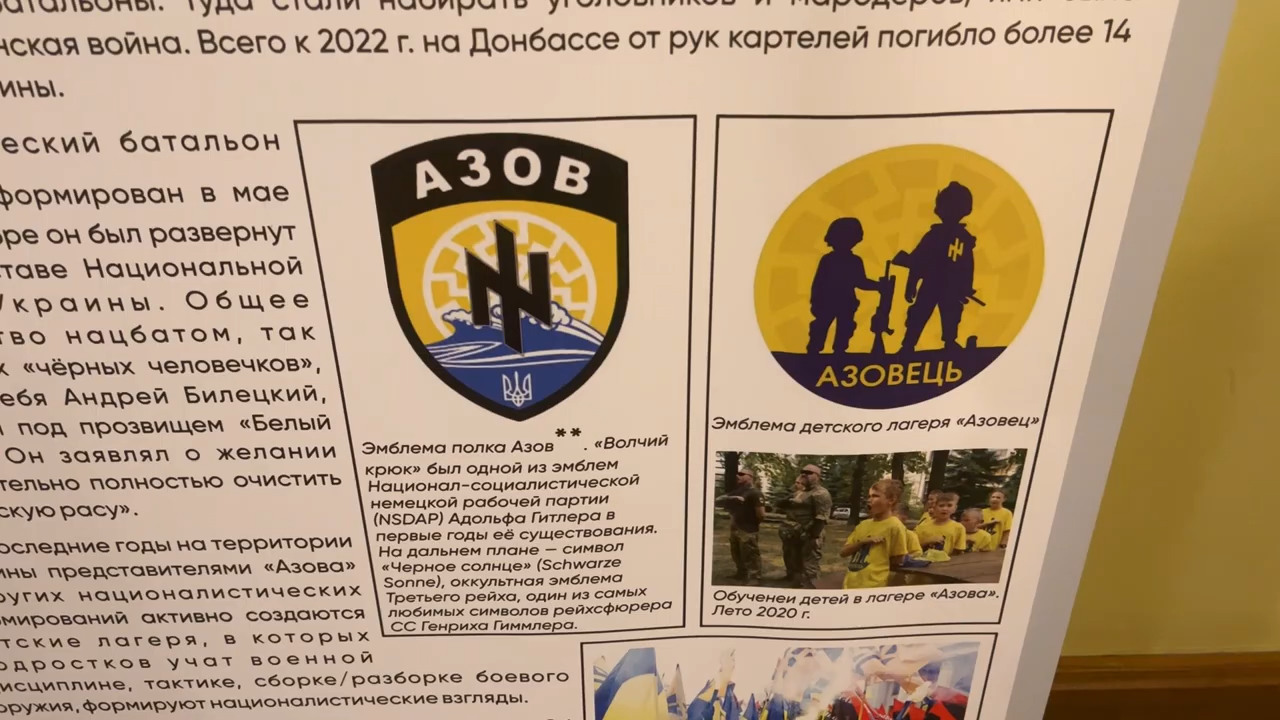 батальоны. Туда стали набирать уголовников и мародёров,
нская война. Всего к 2022 г. на Донбассе от рук картелей погибло более 14
ины.
еский батальон
формирован в мае
бре он был развернут
ставе Национальной
Украины. Общее
тво нацбатом, так
х «чёрных человечков»,
ебя Андрей Билецкий,
под прозвищем «Белый
Он заявлял о желании
тельно полностью очистить
скую расу».
оследние годы на территории
ины представителями «Азова»
ругих националистических
мирований активно создаются
тские лагеря, в которых
одростков учат военной
исциплине, тактике, сборке/разборке боевого
оружия, формируют националистические взгляды.
АЗОВ
Эмблема полка Азов**. «Волчий
крюк» был одной из эмблем
Национал-социалистической
немецкой рабочей партии
(NSDAP) Адольфа Гитлера в
первые годы её существования.
На дальнем плане – символ
«Черное солнце» (Schwarze
Sonne), оккультная эмблема
Третьего рейха, один из самых
любимых символов рейхсфюрера
СС Генриха Гиммлера.
АЗОВЕЦЬ
Эмблема детского лагеря «Азовец»
Обученеи детей в лагере «Азова».
Лето 2020 г.